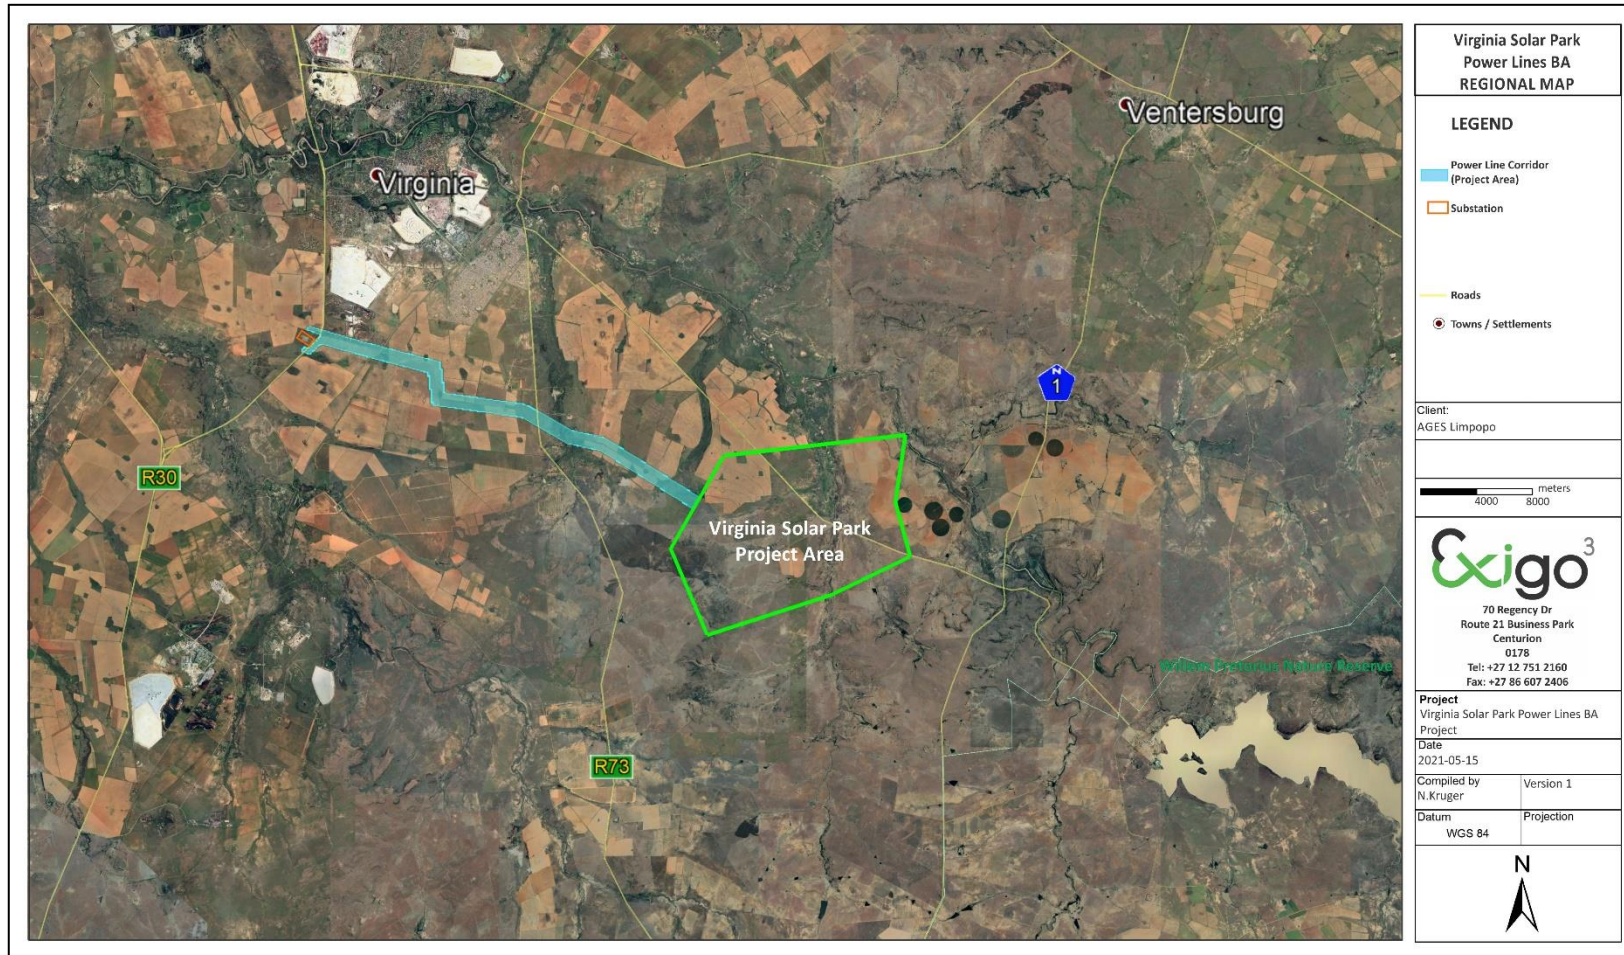 Virginia
Ventersburg
N
1
R30
Virginia Solar Park
Project Area
Willem Pretorius Nature Reserve
R73
Virginia Solar Park
Power Lines BA
REGIONAL MAP
LEGEND
Power Line Corridor
(Project Area)
Substation
Roads
Towns / Settlements
Client:
AGES Limpopo
meters
4000 8000
Exigo3
70 Regency Dr
Route 21 Business Park
Centurion
0178
Tel: +27 12 751 2160
Fax: +27 86 607 2406
Project
Virginia Solar Park Power Lines BA
Project
Date
2021-05-15
Compiled by
N.Kruger
Version 1
Datum
WGS 84
Projection
N